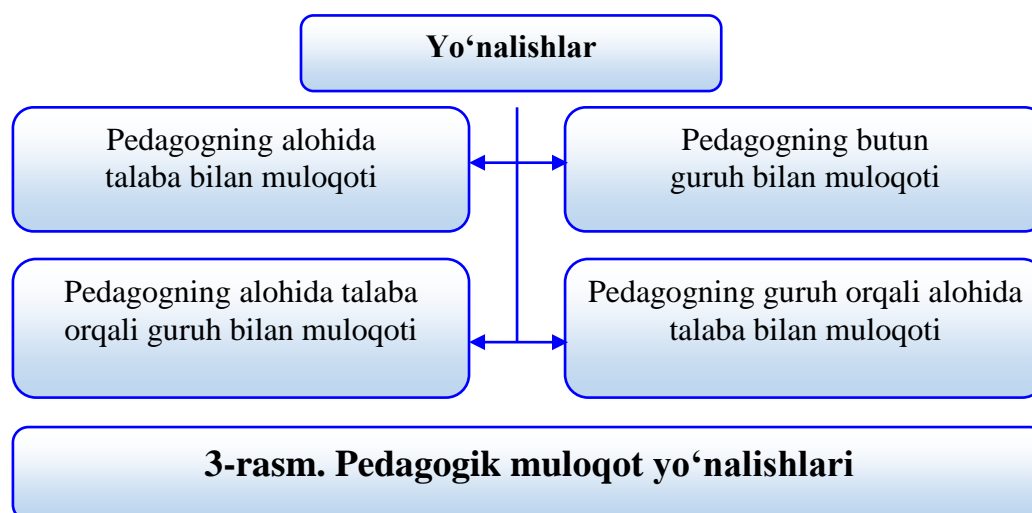 Yo‘nalishlar
Pedagogning alohida
talaba bilan muloqoti
Pedagogning butun
guruh bilan muloqoti
Pedagogning alohida talaba
orqali guruh bilan muloqoti
Pedagogning guruh orqali alohida
talaba bilan muloqoti
3-rasm. Pedagogik muloqot yo‘nalishlari